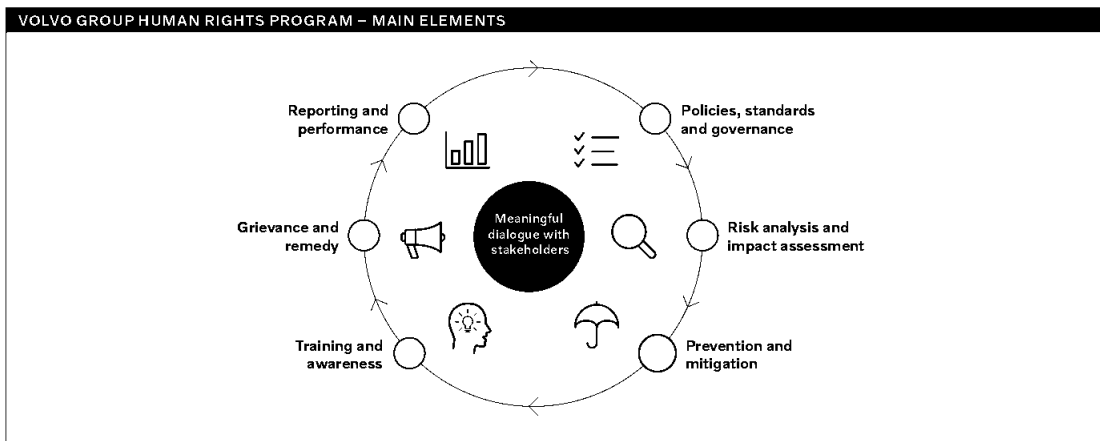 VOLVO GROUP HUMAN RIGHTS PROGRAM – MAIN ELEMENTS
Reporting and
performance
Policies, standards
and governance
Grievance and
remedy
Meaningful
dialogue with
stakeholders
Risk analysis and
impact assessment
Training and
awareness
Prevention and
mitigation